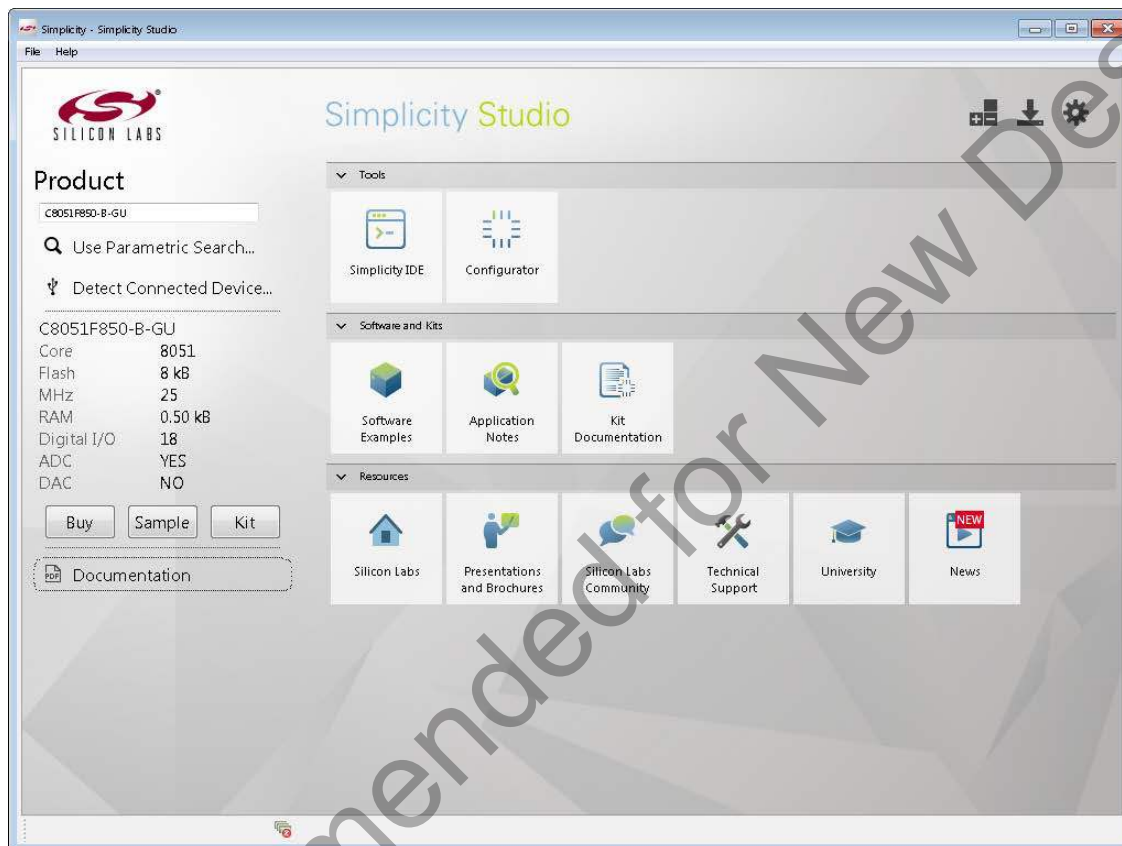 Simplicity - Simplicity Studio
File Help
SILICON LABS
Simplicity Studio
Product
C8051F850-B-GU
Use Parametric Search...
Detect Connected Device...
C8051F850-B-GU
Core 8051
Flash 8 kB
MHz 25
RAM 0.50 kB
Digital I/O 18
ADC YES
DAC NO
Buy Sample Kit
PDF Documentation
Tools
Simplicity IDE
Configurator
Software and Kits
Software
Examples
Application
Notes
Kit
Documentation
Resources
Silicon Labs
Presentations
and Brochures
Silicon Labs
Community
Technical
Support
University
NEW
News
mended for New Des